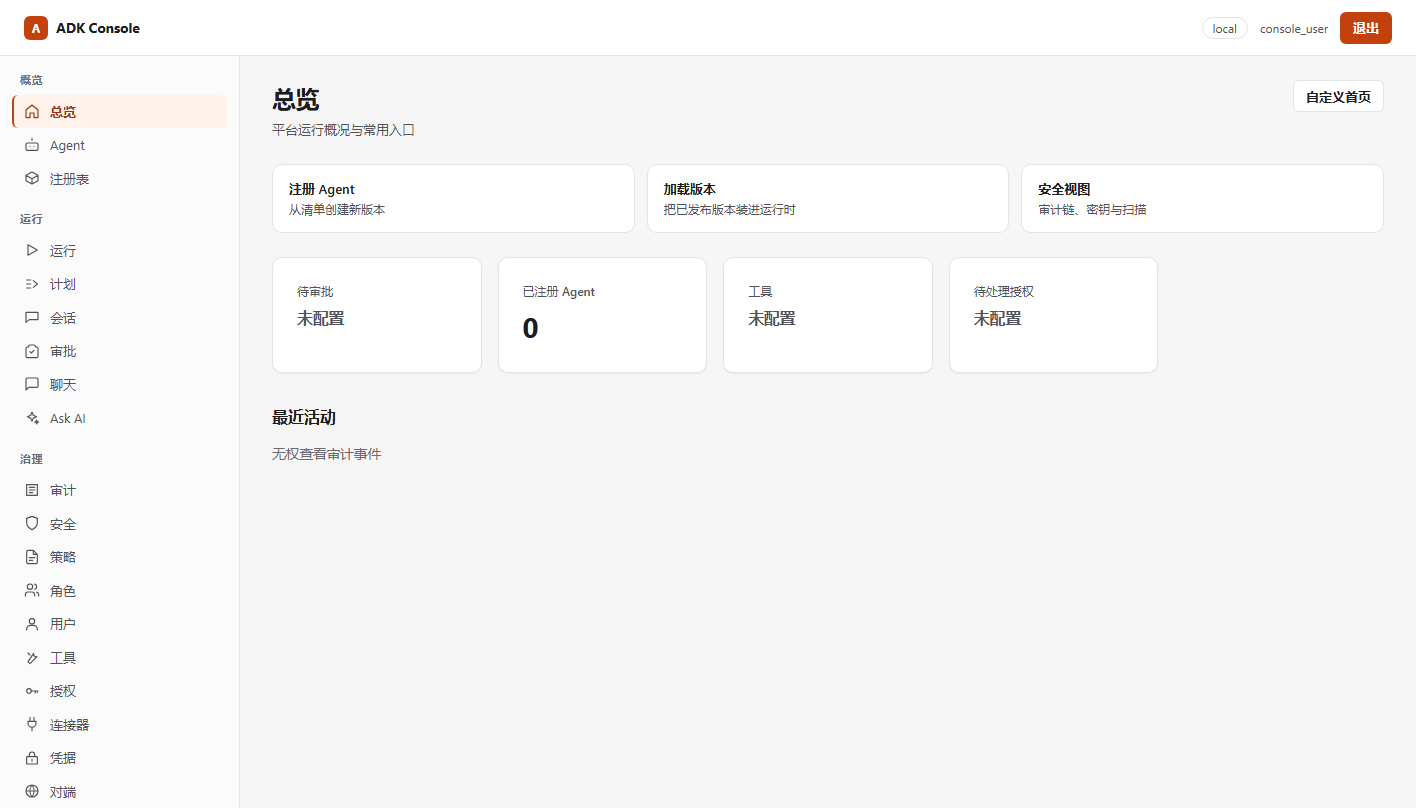 A ADK Console
local console_user 退出
概览
总览
Agent
注册表
运行
运行
计划
会话
审批
聊天
Ask AI
治理
审计
安全
策略
角色
用户
工具
授权
连接器
凭据
对端
总览
自定义首页
平台运行概况与常用入口
注册 Agent
从清单创建新版本
加载版本
把已发布版本装进运行时
安全视图
审计链、密钥与扫描
待审批
未配置
已注册 Agent
0
工具
未配置
待处理授权
未配置
最近活动
无权查看审计事件